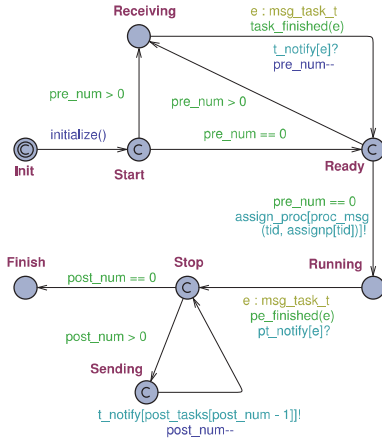 Receiving
e : msg_task_t
task_finished(e)
t_notify[e]?
pre_num--
pre_num > 0
pre_num > 0
initialize()
pre_num == 0
C
C
C
Init
Start
Ready
pre_num == 0
assign_proc[proc_msg
(tid, assignp[tid])]!
Finish
Stop
Running
post_num == 0
C
e : msg_task_t
pe_finished(e)
pt_notify[e]?
post_num > 0
Sending
C
t_notify[post_tasks[post_num - 1]]!
post_num--